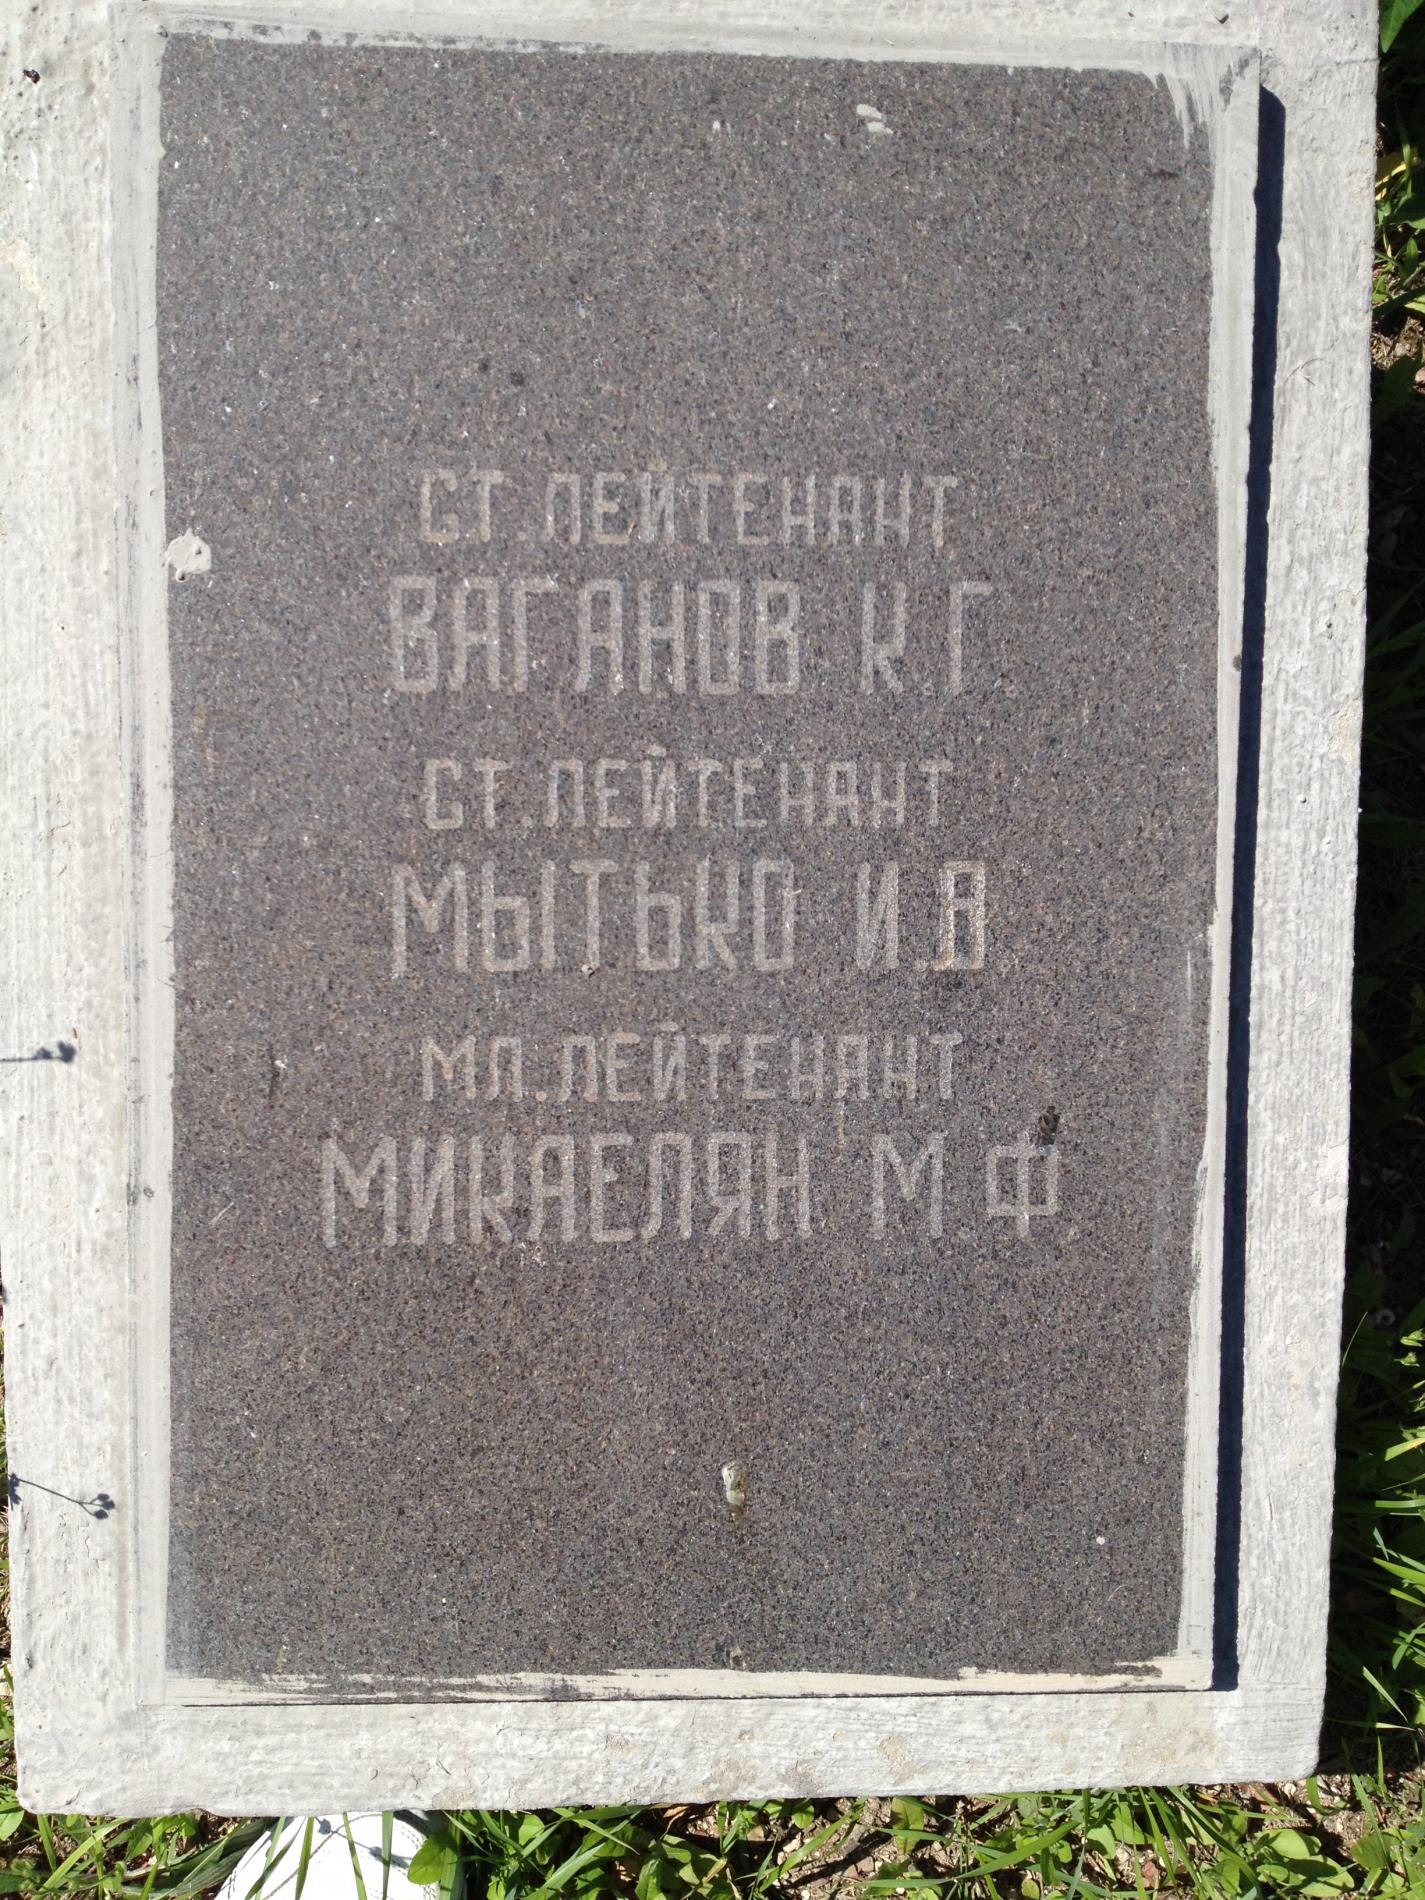 СТ. ЛЕЙТЕНАНТ
ВАГАНОВ К.Г.
СТ. ЛЕЙТЕНАНТ
МЫТЬКО И.В.
МЛ. ЛЕЙТЕНАНТ
МИКАЕЛЯН М.Ф.